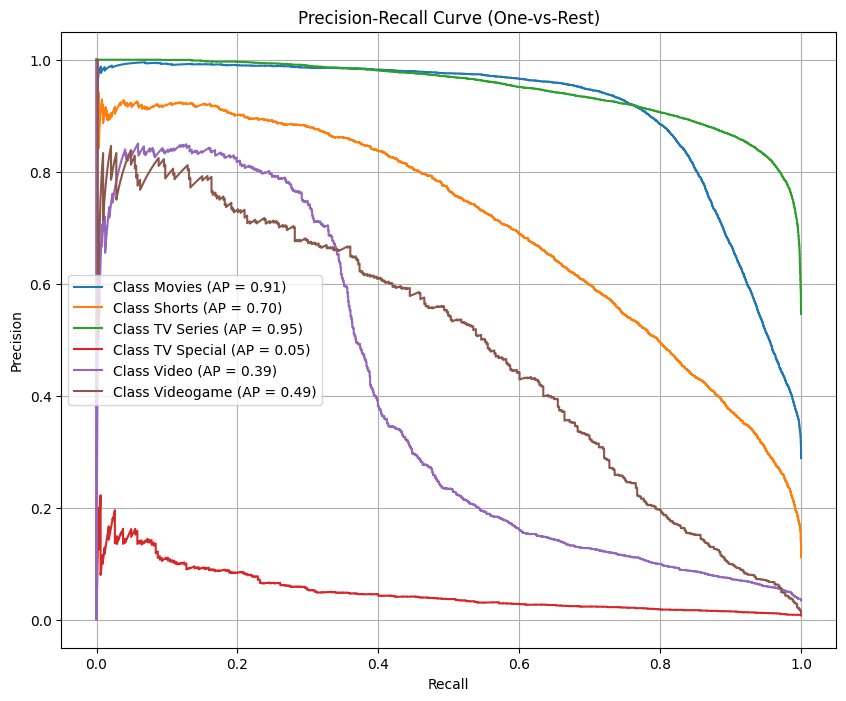 Precision-Recall Curve (One-vs-Rest)
1.0
0.8
0.6
0.4
0.2
0.0
Precision
Class Movies (AP = 0.91)
Class Shorts (AP = 0.70)
Class TV Series (AP = 0.95)
Class TV Special (AP = 0.05)
Class Video (AP = 0.39)
Class Videogame (AP = 0.49)
0.0 0.2 0.4 0.6 0.8 1.0
Recall